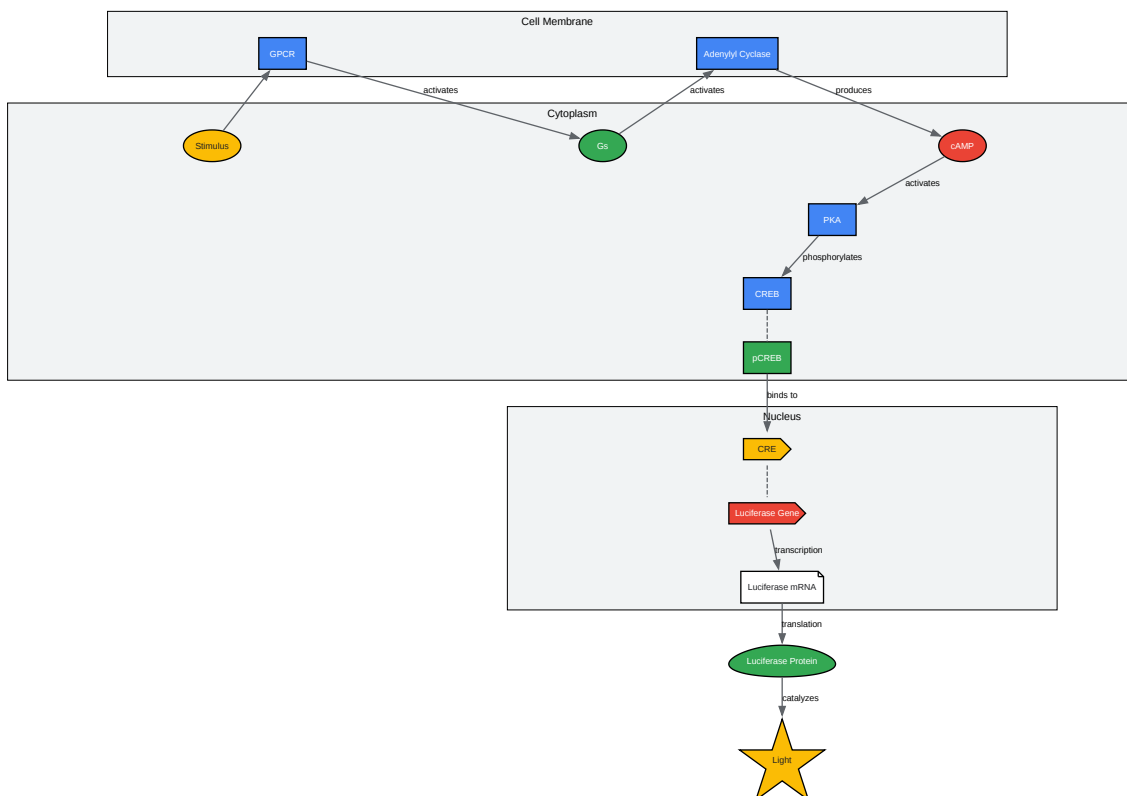 Cell Membrane
GPCR
Adenylyl Cyclase
activates
activates
produces
Cytoplasm
Stimulus
Gs
cAMP
activates
PKA
phosphorylates
CREB
pCREB
binds to
Nucleus
CRE
Luciferase Gene
transcription
Luciferase mRNA
translation
Luciferase Protein
catalyzes
Light